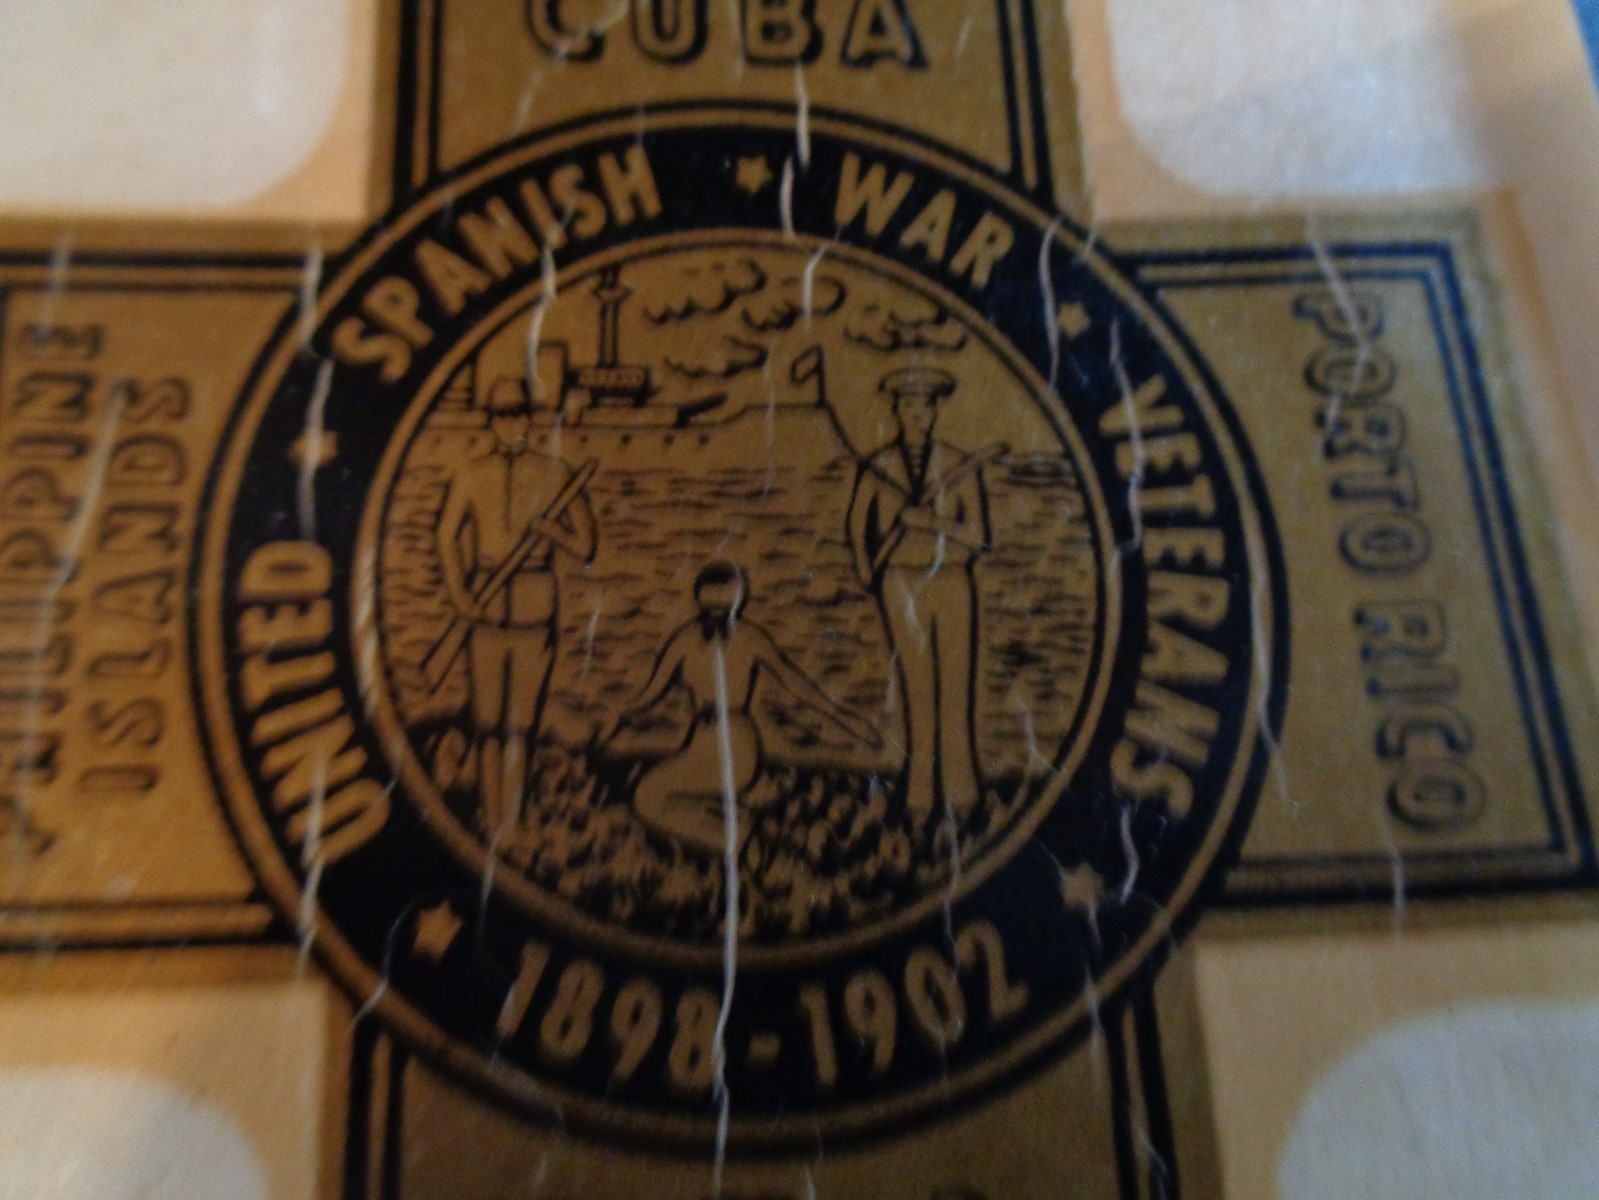 CUBA
UNITED SPANISH WAR VETERANS
1898-1902
PHILIPPINE
ISLANDS
PORTO RICO